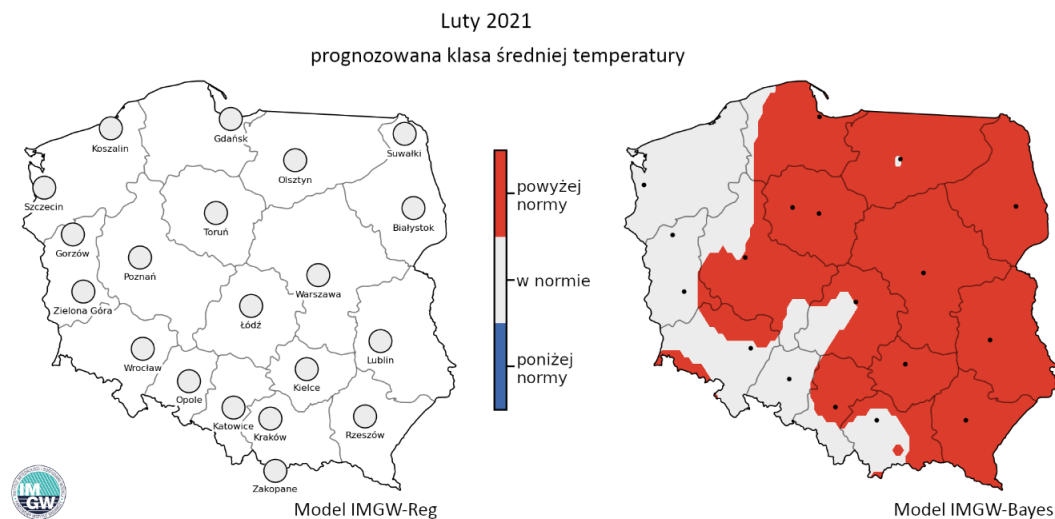 Luty 2021
prognozowana klasa średniej temperatury
Koszalin
Gdańsk
Suwałki
Olsztyn
Szczecin
Toruń
Białystok
Gorzów
Poznań
Warszawa
Zielona Góra
Łódź
Wrocław
Lublin
Opole
Kielce
Katowice
Kraków
Rzeszów
Zakopane
powyżej
normy
w normie
poniżej
normy
IM
GW
Model IMGW-Reg
Model IMGW-Bayes